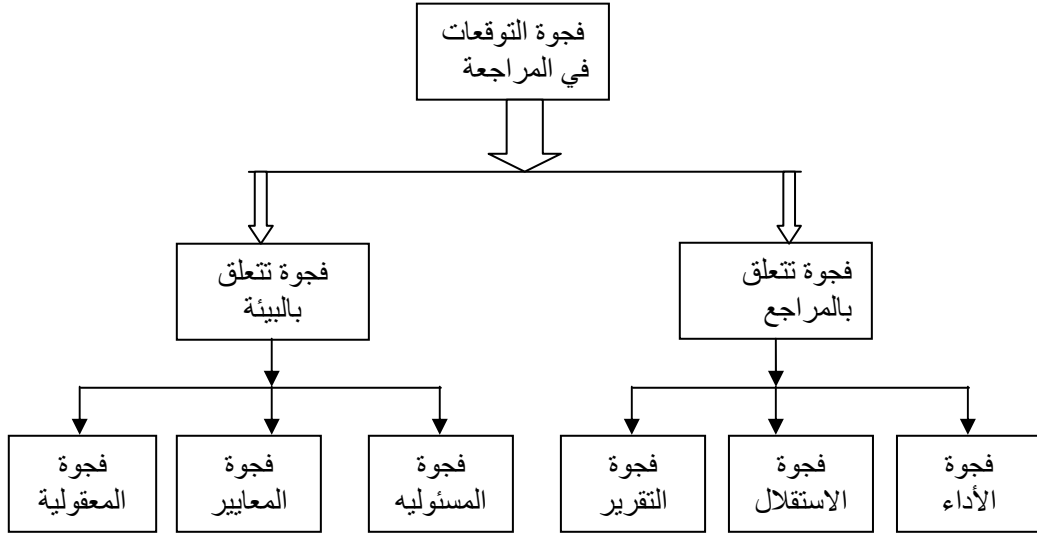 فجوة التوقعات
في المراجعة
فجوة تتعلق
بالمراجع
فجوة تتعلق
بالبيئة
فجوة
الأداء
فجوة
الاستقلال
فجوة
التقرير
فجوة
المسئوليه
فجوة
المعايير
فجوة
المعقولية